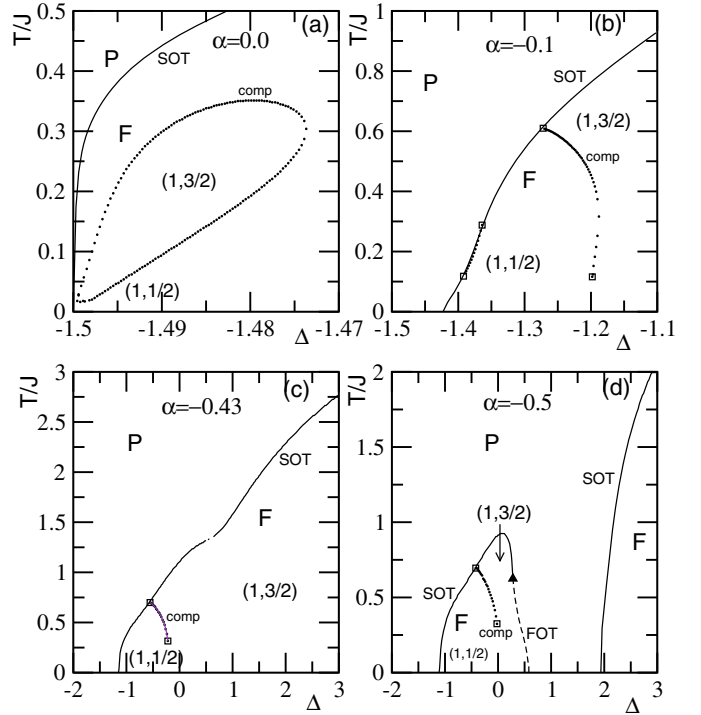 T/J
0.5
0.4
0.3
0.2
0.1
0
P
SOT
α=0.0
(a)
comp
F
(1,3/2)
(1,1/2)
-1.5
-1.49
-1.48
-1.47
Δ
T/J
1
0.8
0.6
0.4
0.2
0
P
α=−0.1
(b)
SOT
(1,3/2)
comp
F
(1,1/2)
-1.5
-1.4
-1.3
-1.2
-1.1
Δ
T/J
3
2.5
2
1.5
1
0.5
0
P
α=−0.43
(c)
SOT
F
(1,3/2)
comp
(1,1/2)
-2
-1
0
1
2
3
Δ
T/J
2
1.5
1
0.5
0
α=−0.5
(d)
P
SOT
(1,3/2)
F
SOT
F
comp
FOT
(1,1/2)
-2
-1
0
1
2
3
Δ